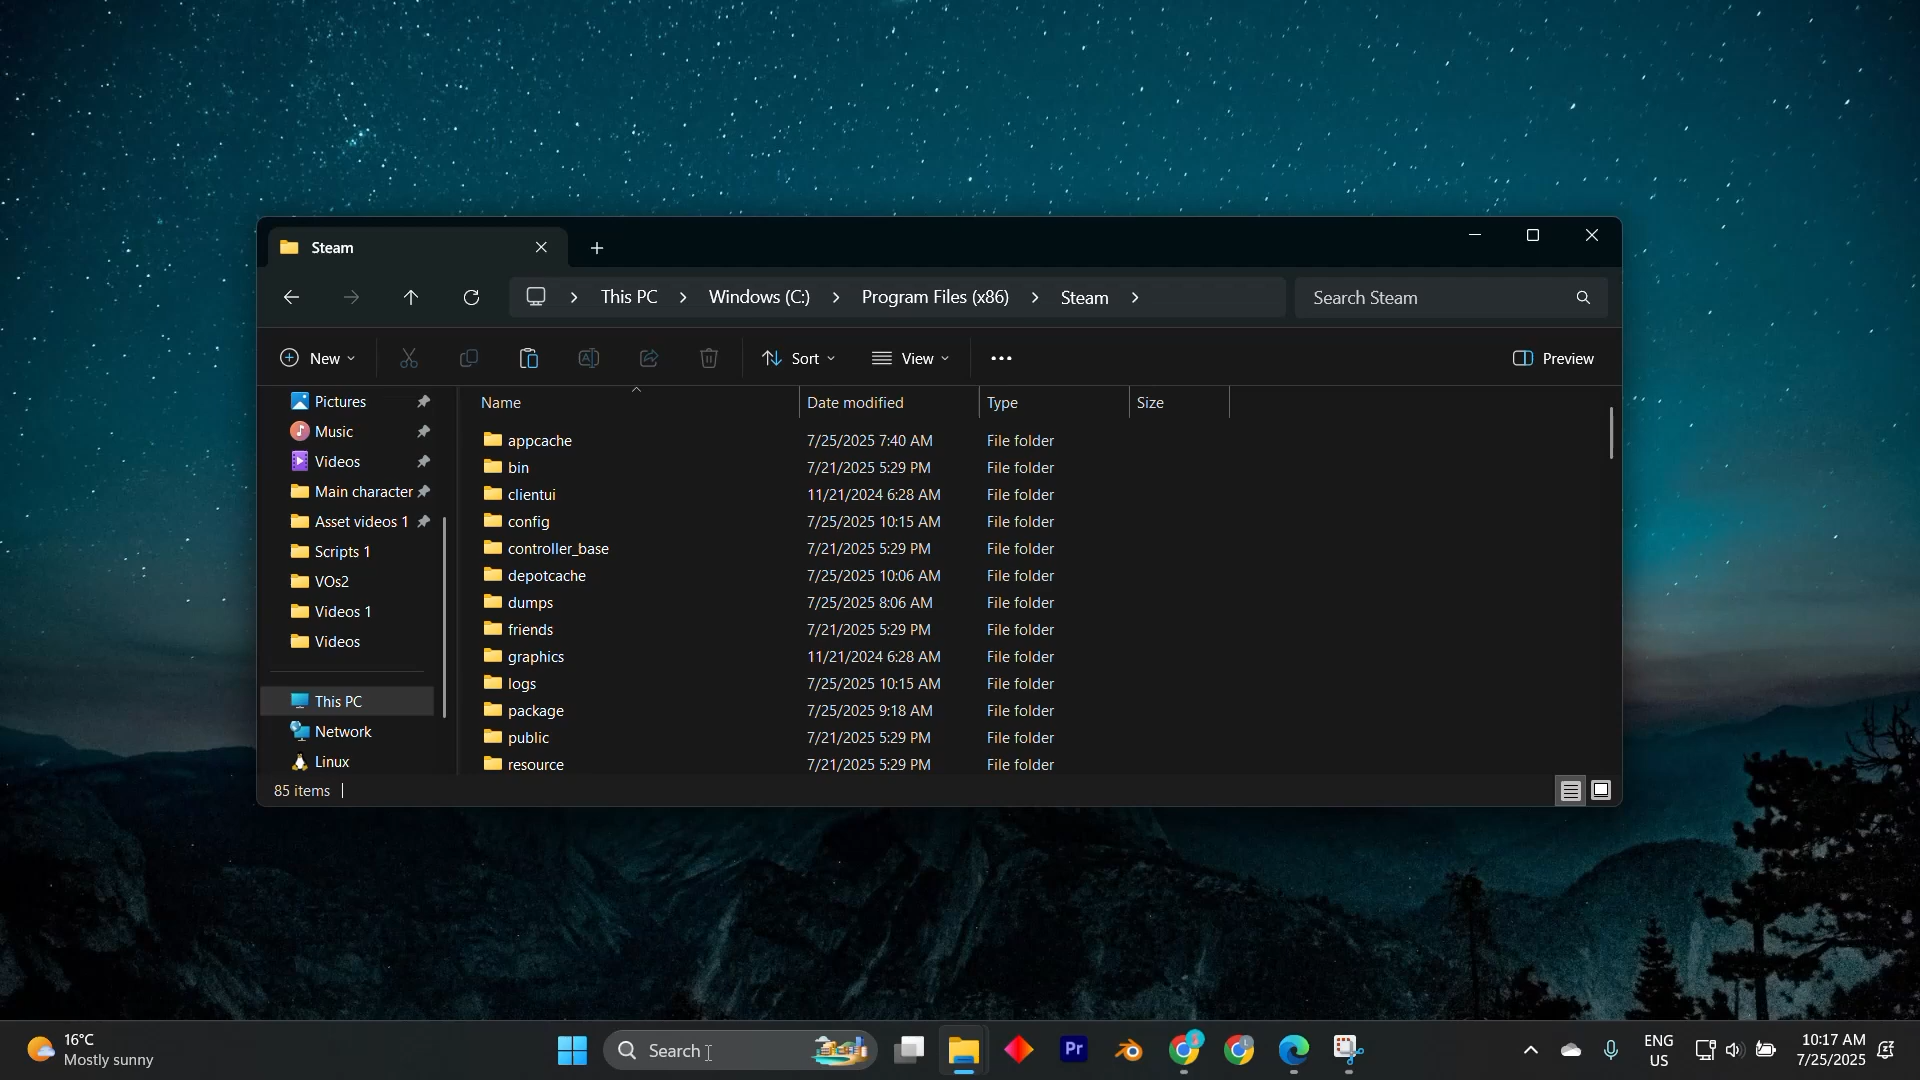 Steam
This PC
Windows (C:)
Program Files (x86)
Steam
Search Steam
New
Sort
View
Preview
Name
Date modified
Type
Size
Pictures
Music
Videos
Main character
Asset videos 1
Scripts 1
VOs2
Videos 1
Videos
This PC
Network
Linux
appcache 7/25/2025 7:40 AM File folder
bin 7/21/2025 5:29 PM File folder
clientui 11/21/2024 6:28 AM File folder
config 7/25/2025 10:15 AM File folder
controller_base 7/21/2025 5:29 PM File folder
depotcache 7/25/2025 10:06 AM File folder
dumps 7/25/2025 8:06 AM File folder
friends 7/21/2025 5:29 PM File folder
graphics 11/21/2024 6:28 AM File folder
logs 7/25/2025 10:15 AM File folder
package 7/25/2025 9:18 AM File folder
public 7/21/2025 5:29 PM File folder
resource 7/21/2025 5:29 PM File folder
85 items
16°C
Mostly sunny
Search
Pr
ENG
US
10:17 AM
7/25/2025